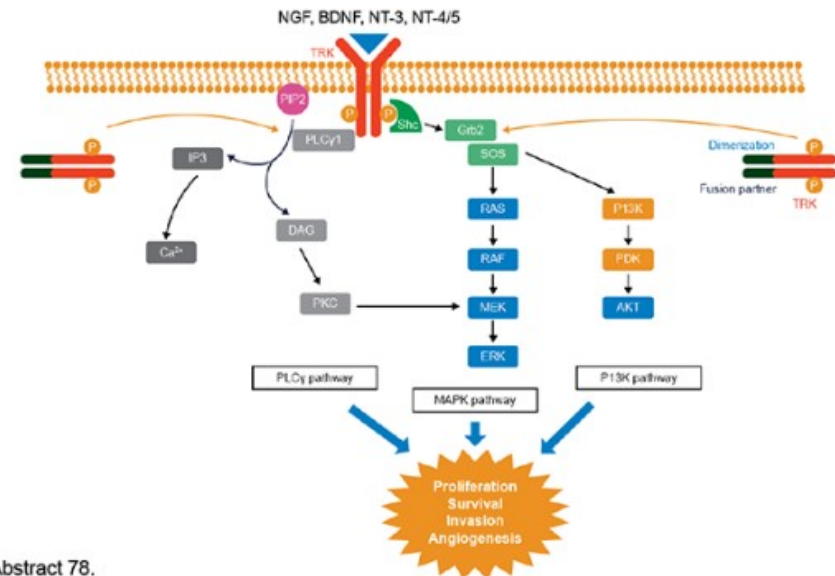 NGF, BDNF, NT-3, NT-4/5
TRK
PIP2
P
P
Shc
Grb2
PLCγ1
SOS
P
P
IP3
Dimerization
P
P
Fusion partner
TRK
RAS
P13K
DAG
Ca²⁺
RAF
PDK
PKC
MEK
AKT
ERK
PLCγ pathway
P13K pathway
MAPK pathway
Proliferation
Survival
Invasion
Angiogenesis
Abstract 78.